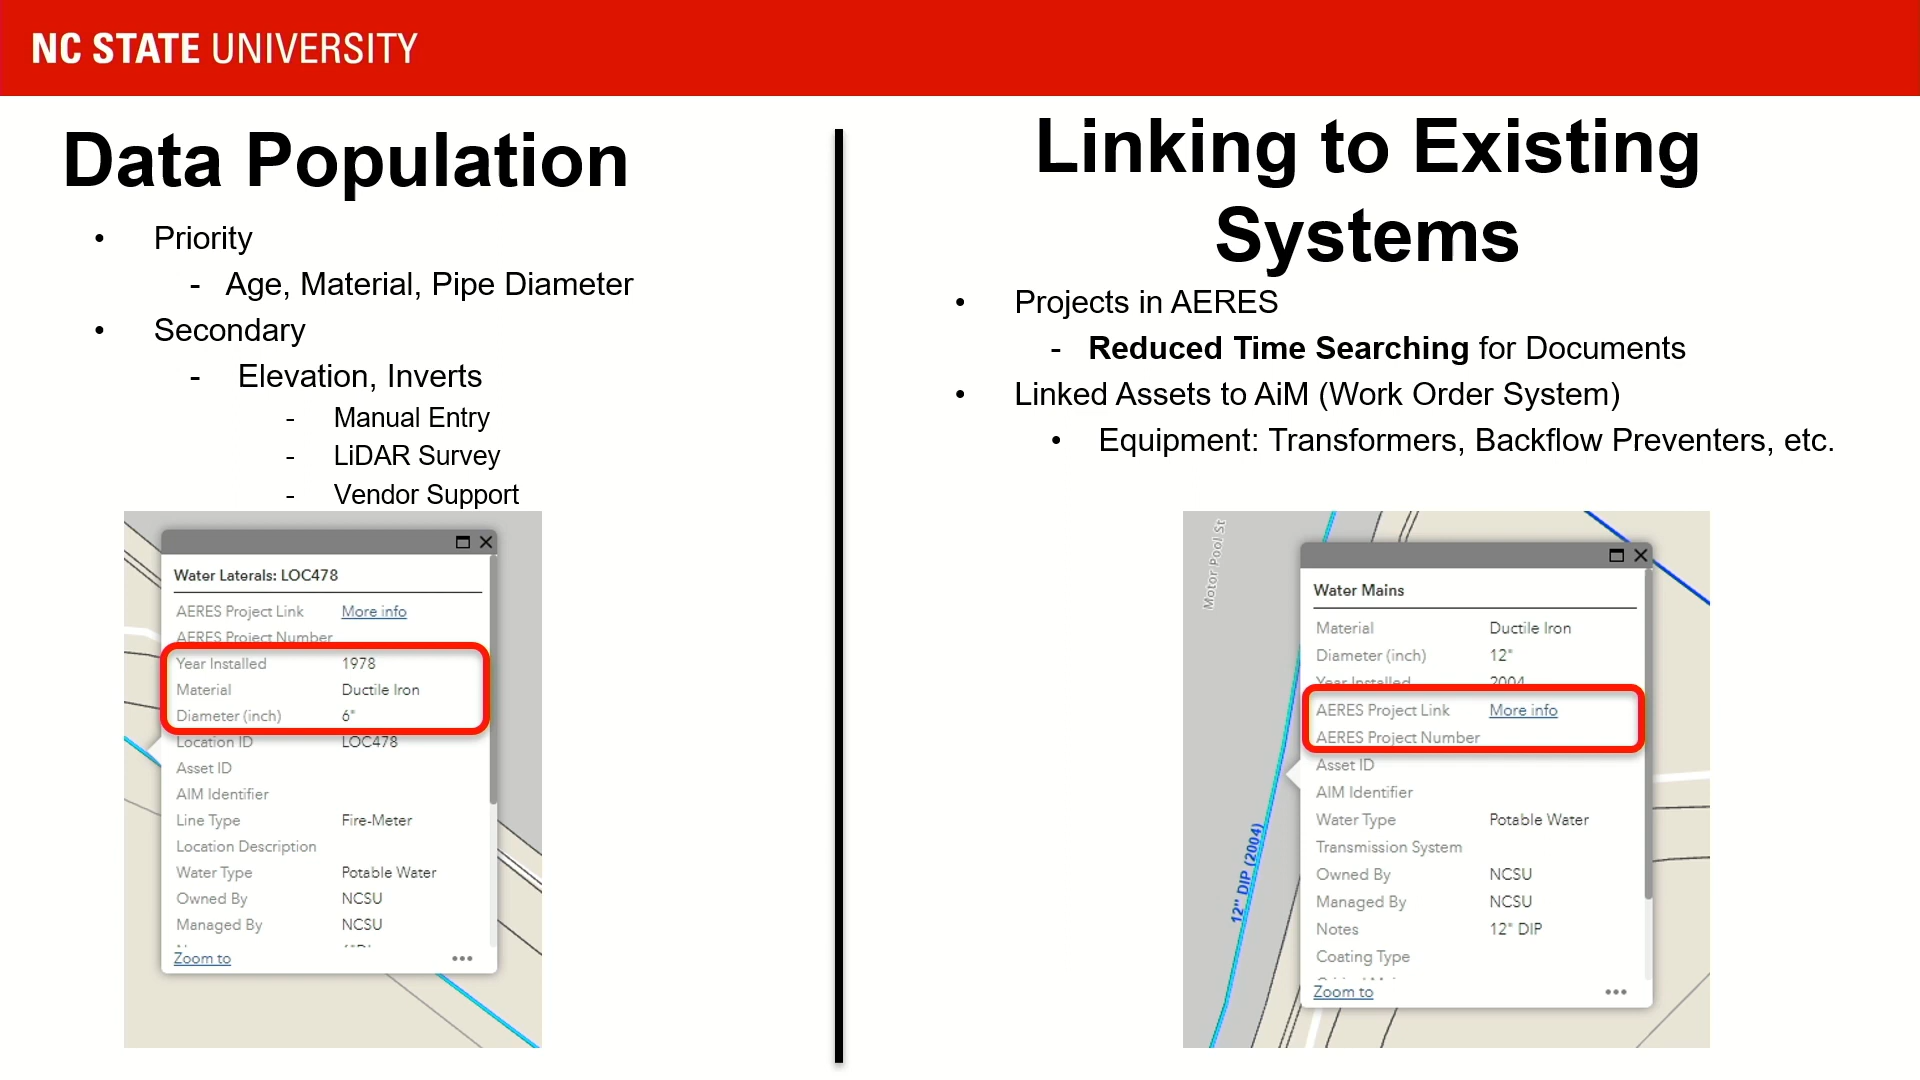 NC STATE UNIVERSITY
Data Population
• Priority
- Age, Material, Pipe Diameter
• Secondary
- Elevation, Inverts
- Manual Entry
- LiDAR Survey
- Vendor Support
Water Laterals: LOC478
AERES Project Link More info
AERES Project Number
Year Installed 1978
Material Ductile Iron
Diameter (inch) 6"
Location ID LOC478
Asset ID
AIM Identifier
Line Type Fire-Meter
Location Description
Water Type Potable Water
Owned By NCSU
Managed By NCSU
Zoom to
Linking to Existing
Systems
• Projects in AERES
- Reduced Time Searching for Documents
• Linked Assets to AiM (Work Order System)
• Equipment: Transformers, Backflow Preventers, etc.
Motor Pool St
12" DIP (2004)
Water Mains
Material Ductile Iron
Diameter (inch) 12"
Year Installed 2004
AERES Project Link More info
AERES Project Number
Asset ID
AIM Identifier
Water Type Potable Water
Transmission System
Owned By NCSU
Managed By NCSU
Notes 12" DIP
Coating Type
Zoom to